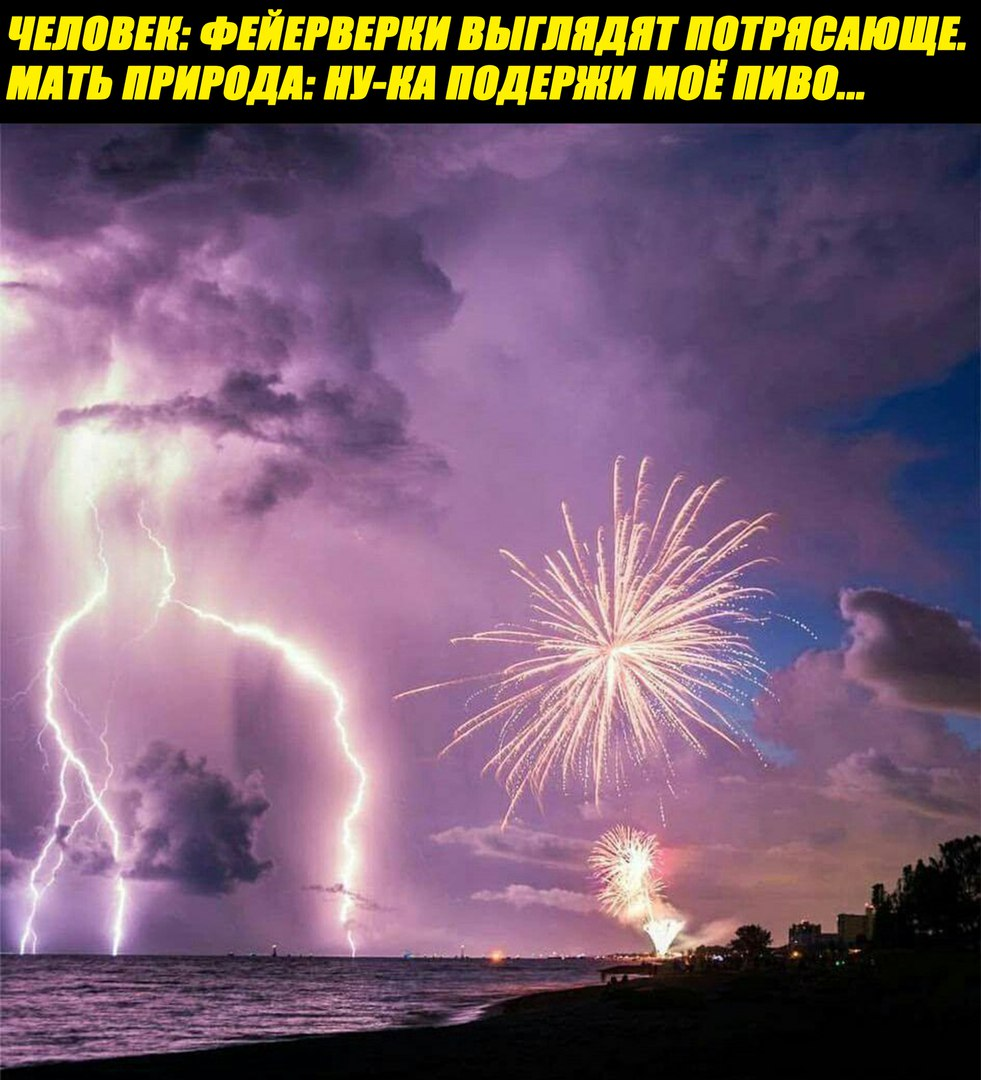 ЧЕЛОВЕК: ФЕЙЕРВЕРКИ ВЫГЛЯДЯТ ПОТРЯСАЮЩЕ.
МАТЬ ПРИРОДА: НУ-КА ПОДЕРЖИ МОЁ ПИВО...